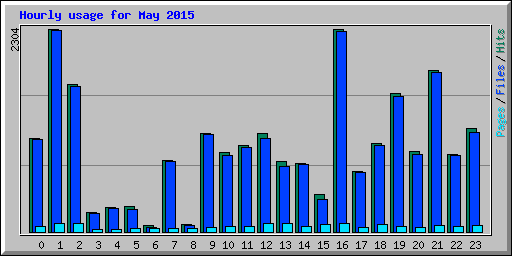 Hourly usage for May 2015
2304
Pages / Files / Hits
0 1 2 3 4 5 6 7 8 9 10 11 12 13 14 15 16 17 18 19 20 21 22 23